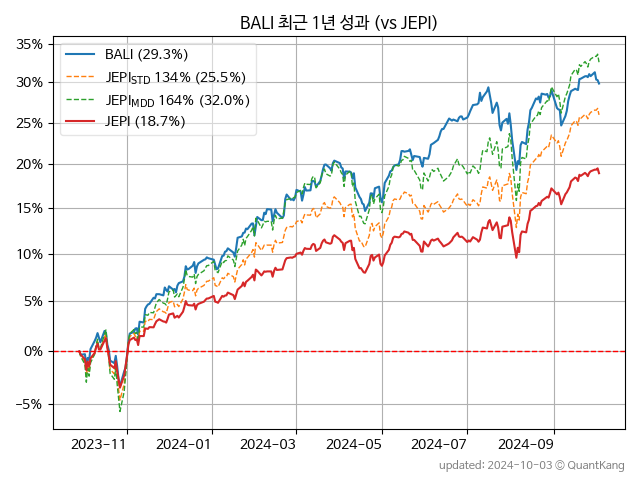 BALI 최근 1년 성과 (vs JEPI)
BALI (29.3%)
JEPI_STD 134% (25.5%)
JEPI_MDD 164% (32.0%)
JEPI (18.7%)
35%
30%
25%
20%
15%
10%
5%
0%
−5%
2023−11
2024−01
2024−03
2024−05
2024−07
2024−09
updated: 2024-10-03 © QuantKang